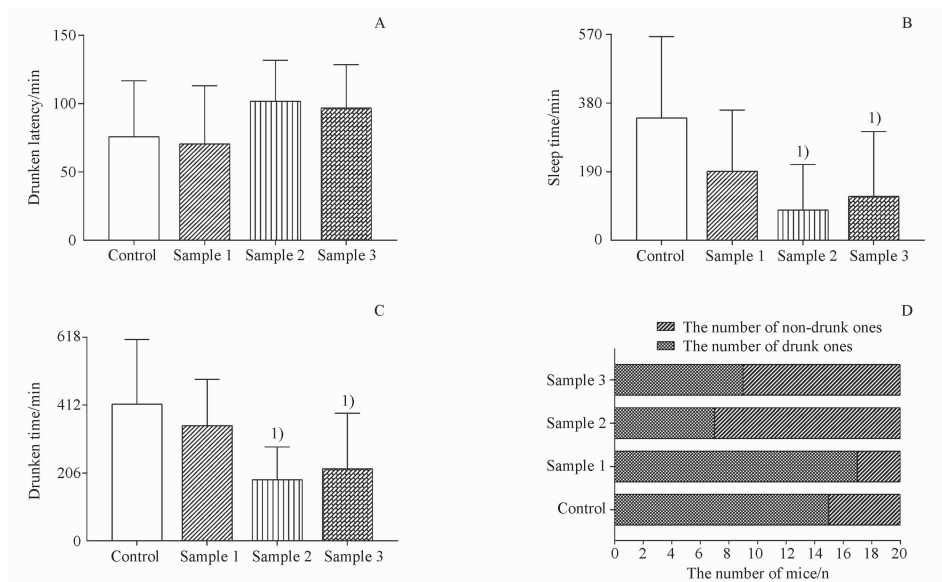 A
Drunken latency/min
150
100
50
0
Control Sample 1 Sample 2 Sample 3
B
Sleep time/min
570
380
190
0
1)
1)
Control Sample 1 Sample 2 Sample 3
C
Drunken time/min
618
412
206
0
1)
1)
Control Sample 1 Sample 2 Sample 3
D
The number of non-drunk ones
The number of drunk ones
Sample 3
Sample 2
Sample 1
Control
0 2 4 6 8 10 12 14 16 18 20
The number of mice/n